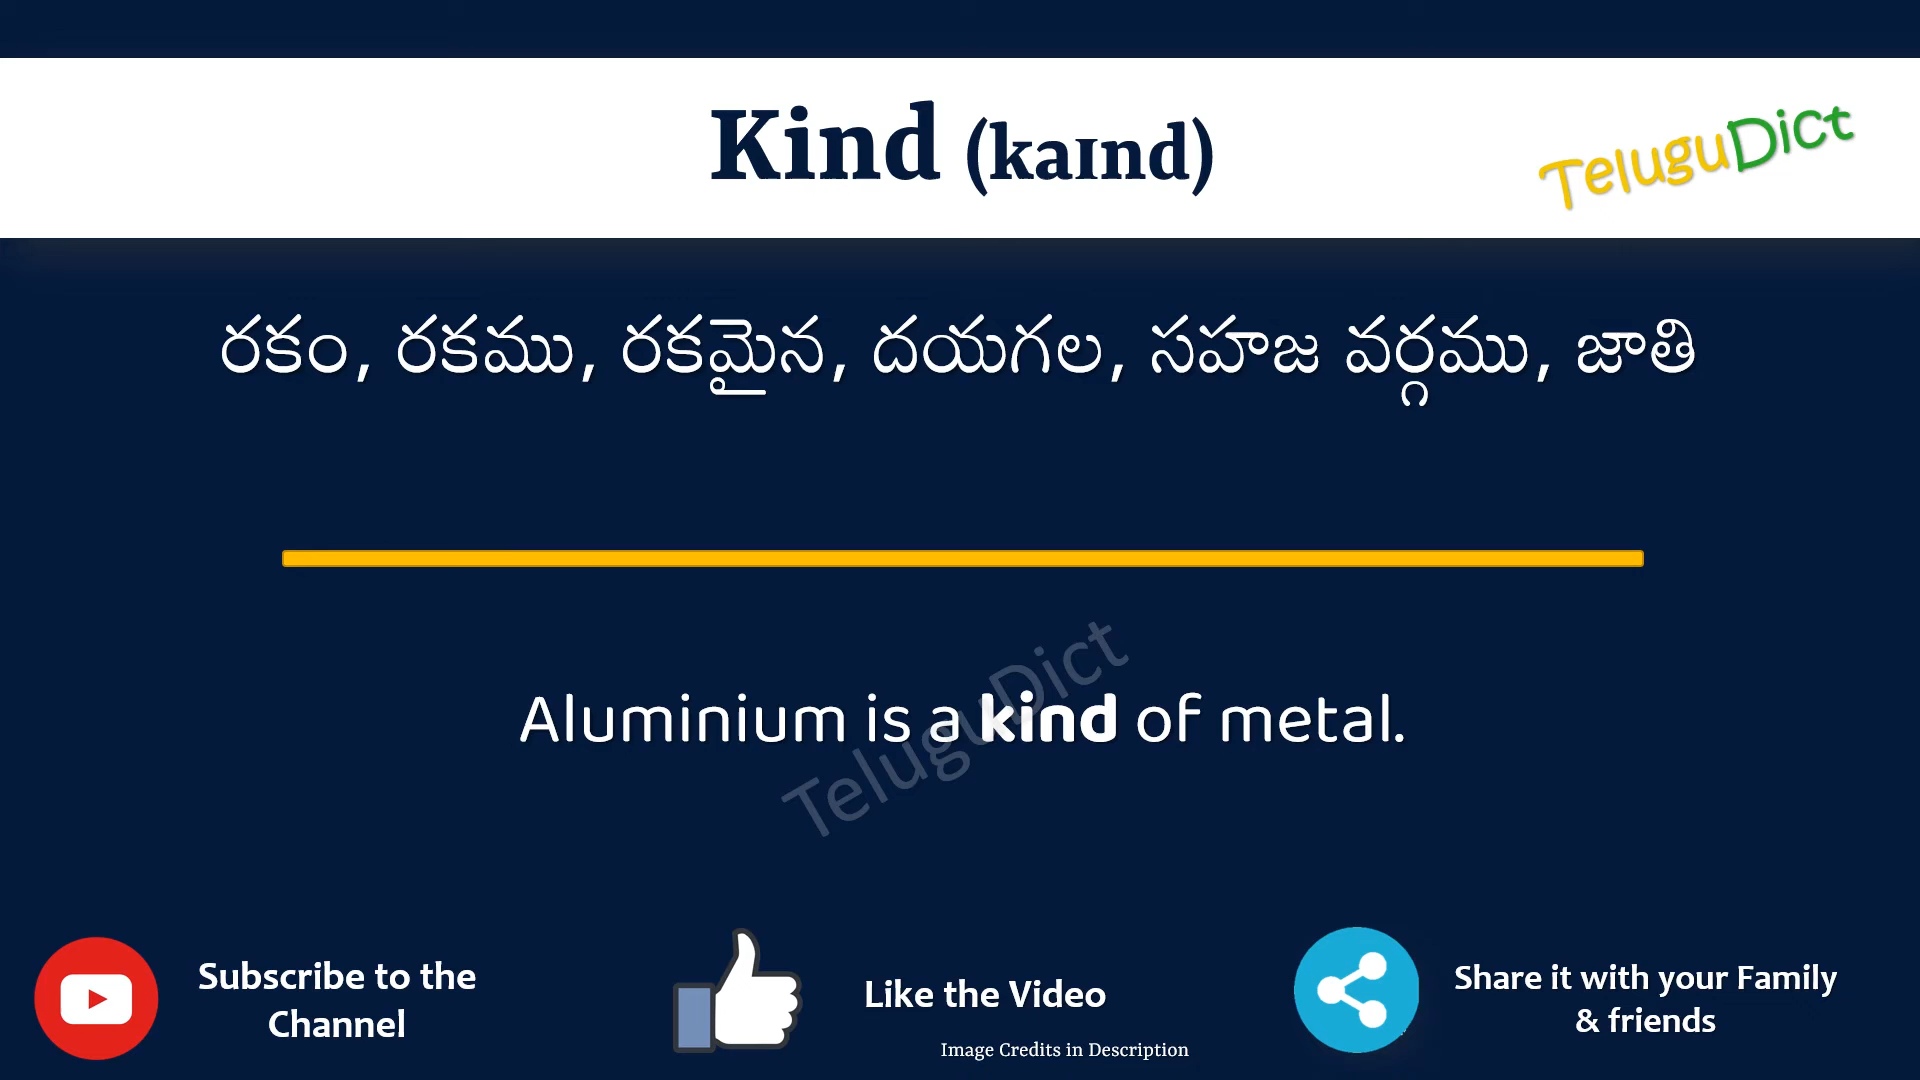 Kind (kaɪnd)
TeluguDict
రకం, రకము, రకమైన, దయగల, సహజ వర్గము, జాతి
Aluminium is a kind of metal.
TeluguDict
Subscribe to the
Channel
Like the Video
Share it with your Family
& friends
Image Credits in Description